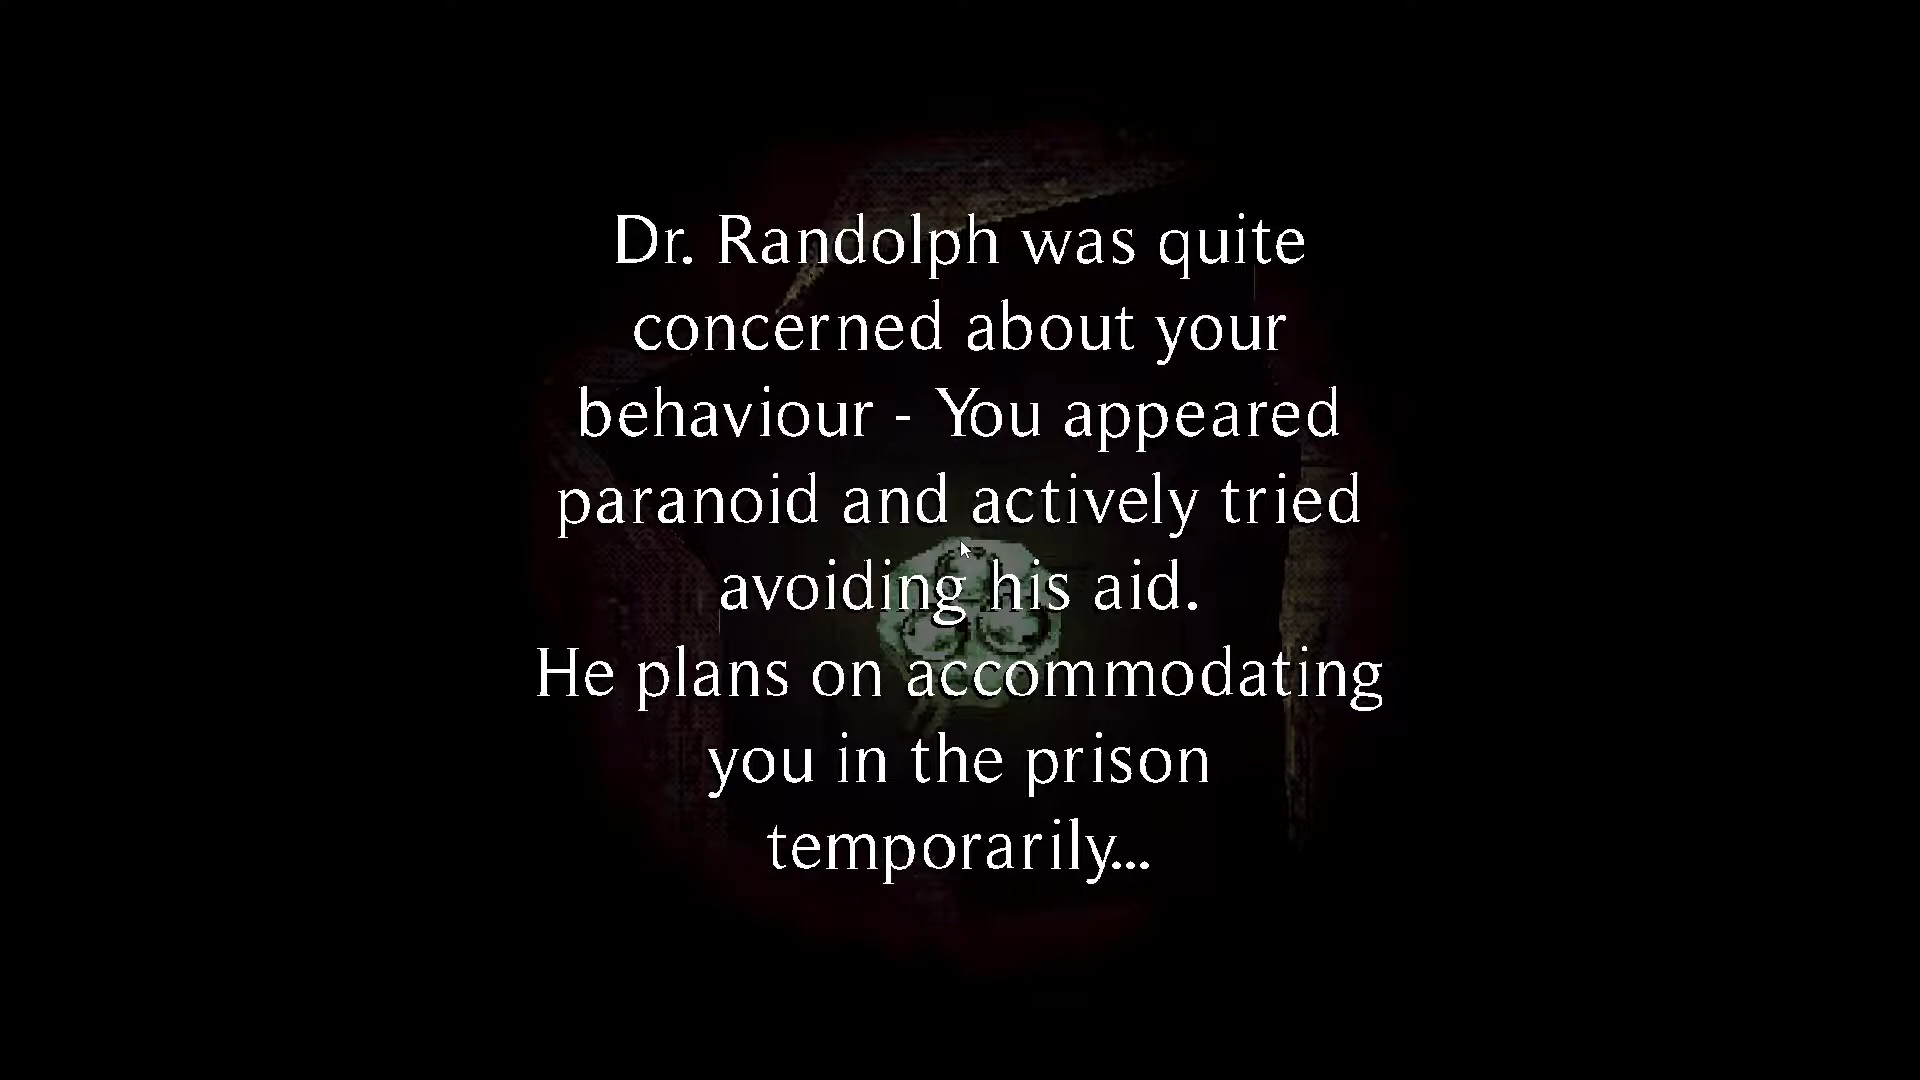 Dr. Randolph was quite
concerned about your
behaviour - You appeared
paranoid and actively tried
avoiding his aid.
He plans on accommodating
you in the prison
temporarily...